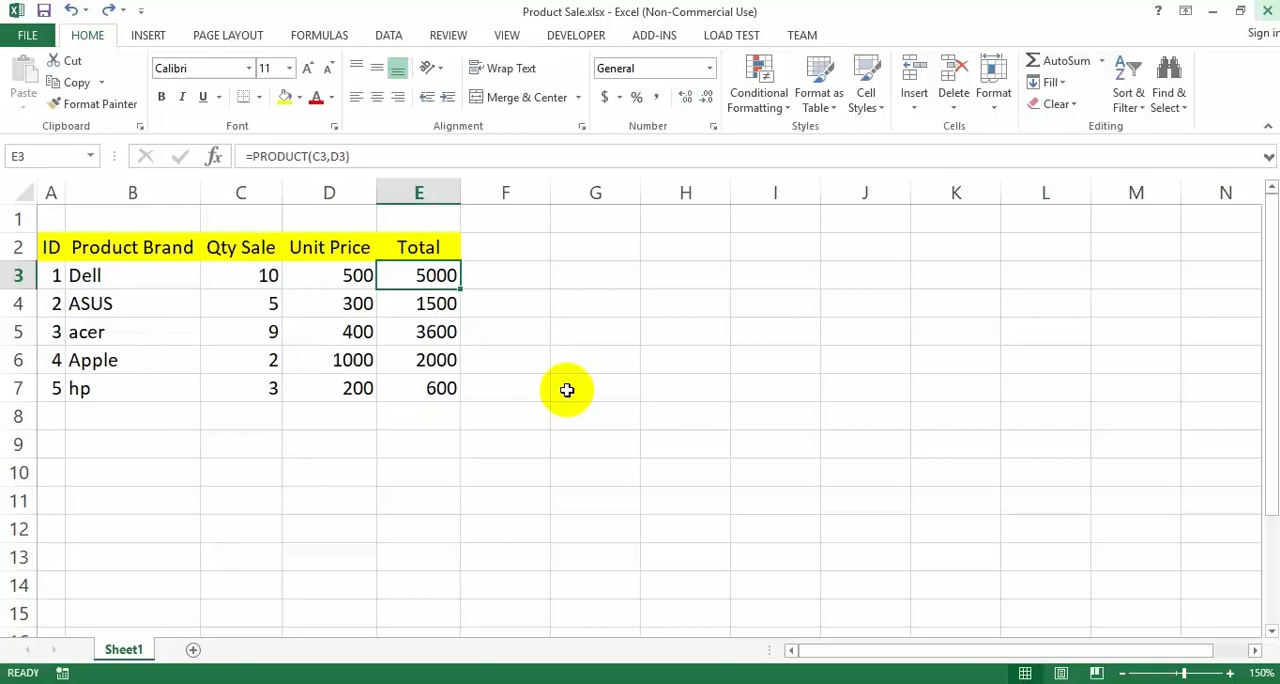 Product Sale.xlsx - Excel (Non-Commercial Use)
?
FILE HOME INSERT PAGE LAYOUT FORMULAS DATA REVIEW VIEW DEVELOPER ADD-INS LOAD TEST TEAM Sign in
Paste
Cut
Copy
Format Painter
Clipboard
Calibri 11
B I U
Font
Wrap Text
Merge & Center
Alignment
General
$ % ,
Number
Conditional Formatting
Format as Table
Cell Styles
Styles
Insert Delete Format
Cells
AutoSum
Fill
Clear
Sort & Filter
Find & Select
Editing
E3 fx =PRODUCT(C3,D3)
A B C D E F G H I J K L M N
1
2 ID Product Brand Qty Sale Unit Price Total
3 1 Dell 10 500 5000
4 2 ASUS 5 300 1500
5 3 acer 9 400 3600
6 4 Apple 2 1000 2000
7 5 hp 3 200 600
8
9
10
11
12
13
14
15
Sheet1
READY 150%